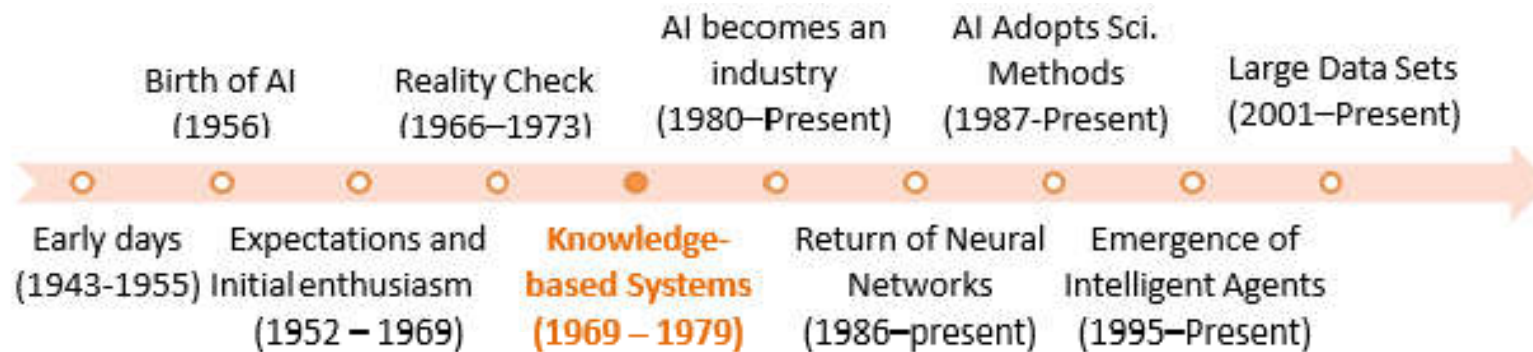 Birth of AI
(1956)
Reality Check
(1966–1973)
AI becomes an
industry
(1980–Present)
AI Adopts Sci.
Methods
(1987-Present)
Large Data Sets
(2001–Present)
Early days
(1943-1955)
Expectations and
Initial enthusiasm
(1952 – 1969)
Knowledge-
based Systems
(1969 – 1979)
Return of Neural
Networks
(1986–present)
Emergence of
Intelligent Agents
(1995–Present)